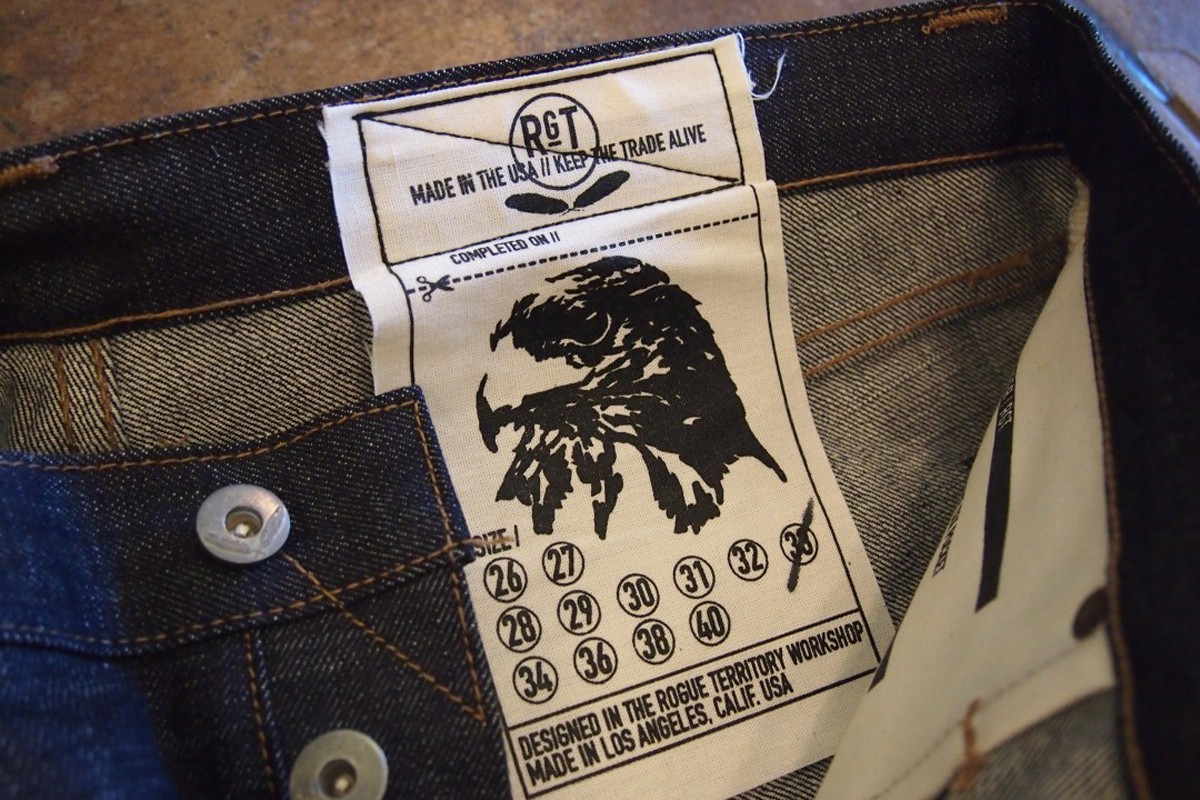 RGT
MADE IN THE USA // KEEP THE TRADE ALIVE
COMPLETED ON //
SIZE /
26 27
28 29 30 31 32 33
34 36 38 40
DESIGNED IN THE ROGUE TERRITORY WORKSHOP
MADE IN LOS ANGELES, CALIF. USA